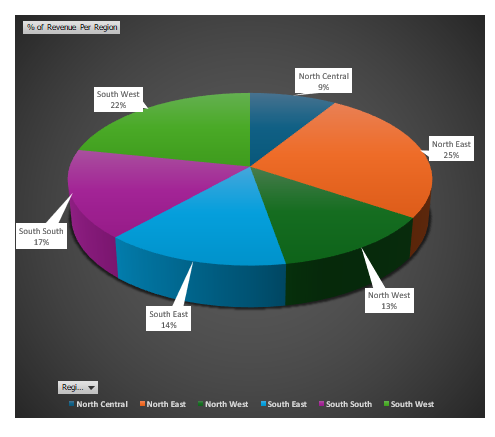 % of Revenue Per Region
North Central
9%
South West
22%
North East
25%
South South
17%
North West
13%
South East
14%
Regi...
North Central North East North West South East South South South West